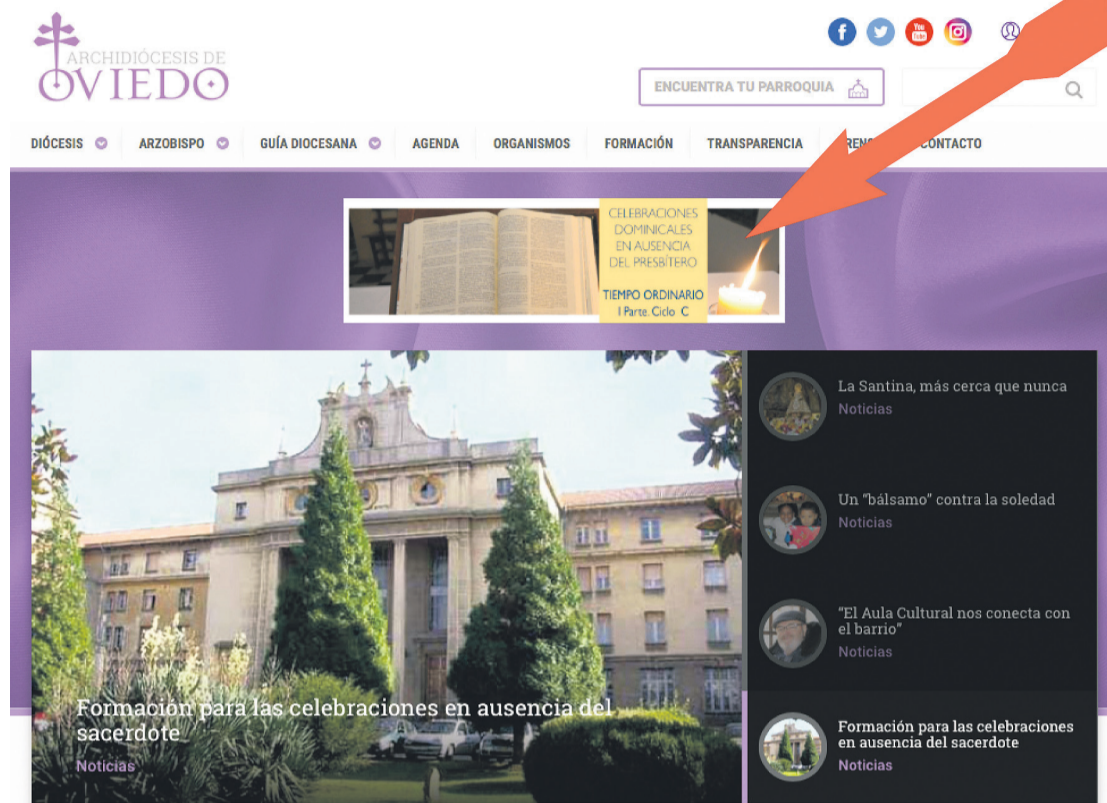 ARCHIDIÓCESIS DE
OVIEDO
You
Tube
ENCUENTRA TU PARROQUIA
DIÓCESIS
ARZOBISPO
GUÍA DIOCESANA
AGENDA
ORGANISMOS
FORMACIÓN
TRANSPARENCIA
CELEBRACIONES
DOMINICALES
EN AUSENCIA
DEL PRESBÍTERO
TIEMPO ORDINARIO
I Parte. Ciclo C
La Santina, más cerca que nunca
Noticias
Un "bálsamo" contra la soledad
Noticias
"El Aula Cultural nos conecta con
el barrio"
Noticias
Formación para las celebraciones en ausencia del
sacerdote
Noticias
Formación para las celebraciones
en ausencia del sacerdote
Noticias